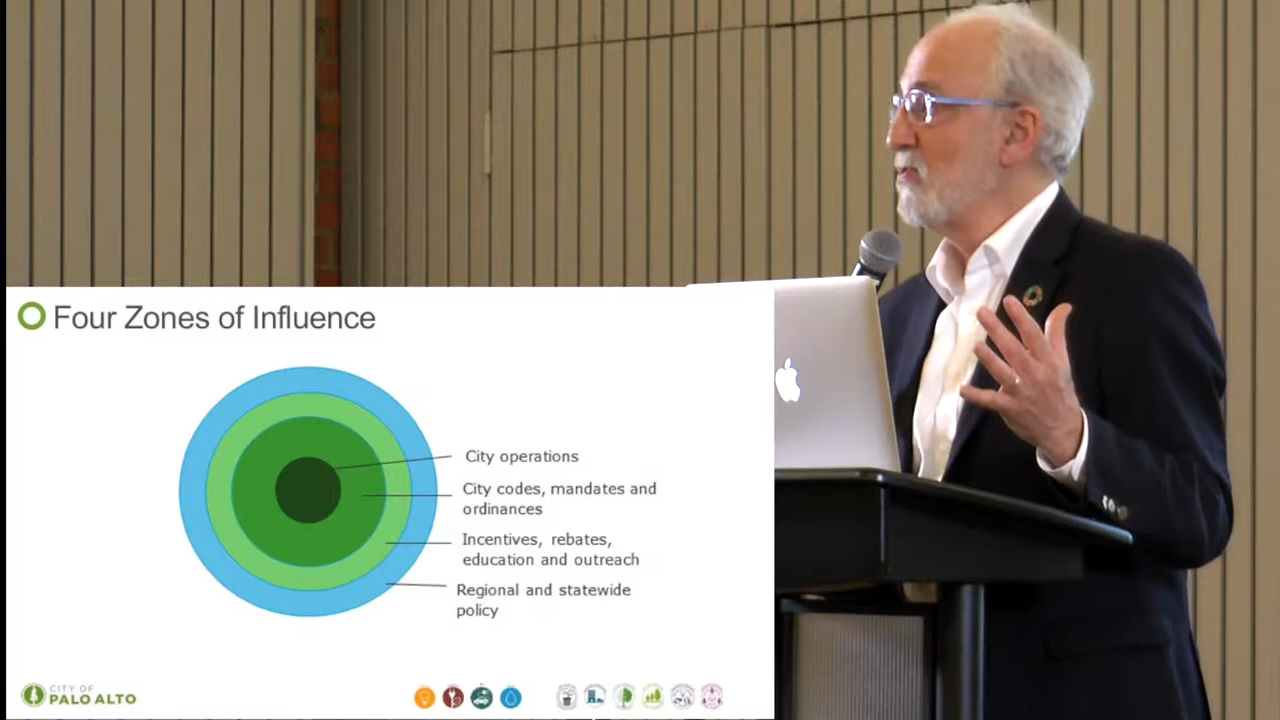 Four Zones of Influence
City operations
City codes, mandates and
ordinances
Incentives, rebates,
education and outreach
Regional and statewide
policy
CITY OF
PALO ALTO